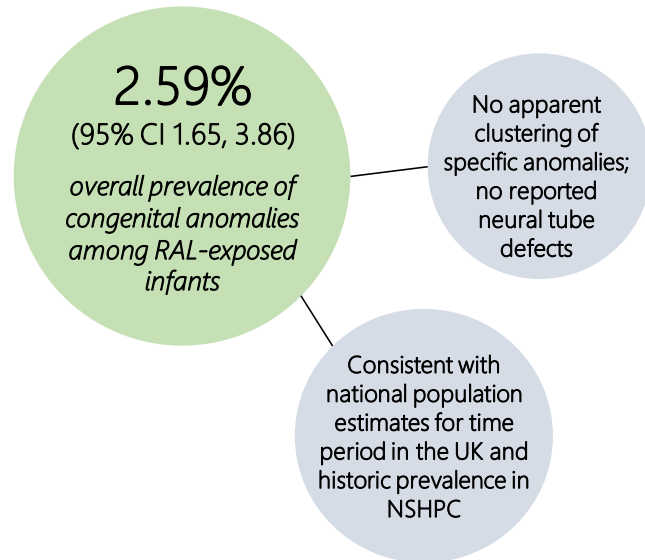 2.59%
(95% CI 1.65, 3.86)
overall prevalence of
congenital anomalies
among RAL-exposed
infants
No apparent
clustering of
specific anomalies;
no reported
neural tube
defects
Consistent with
national population
estimates for time
period in the UK and
historic prevalence in
NSHPC